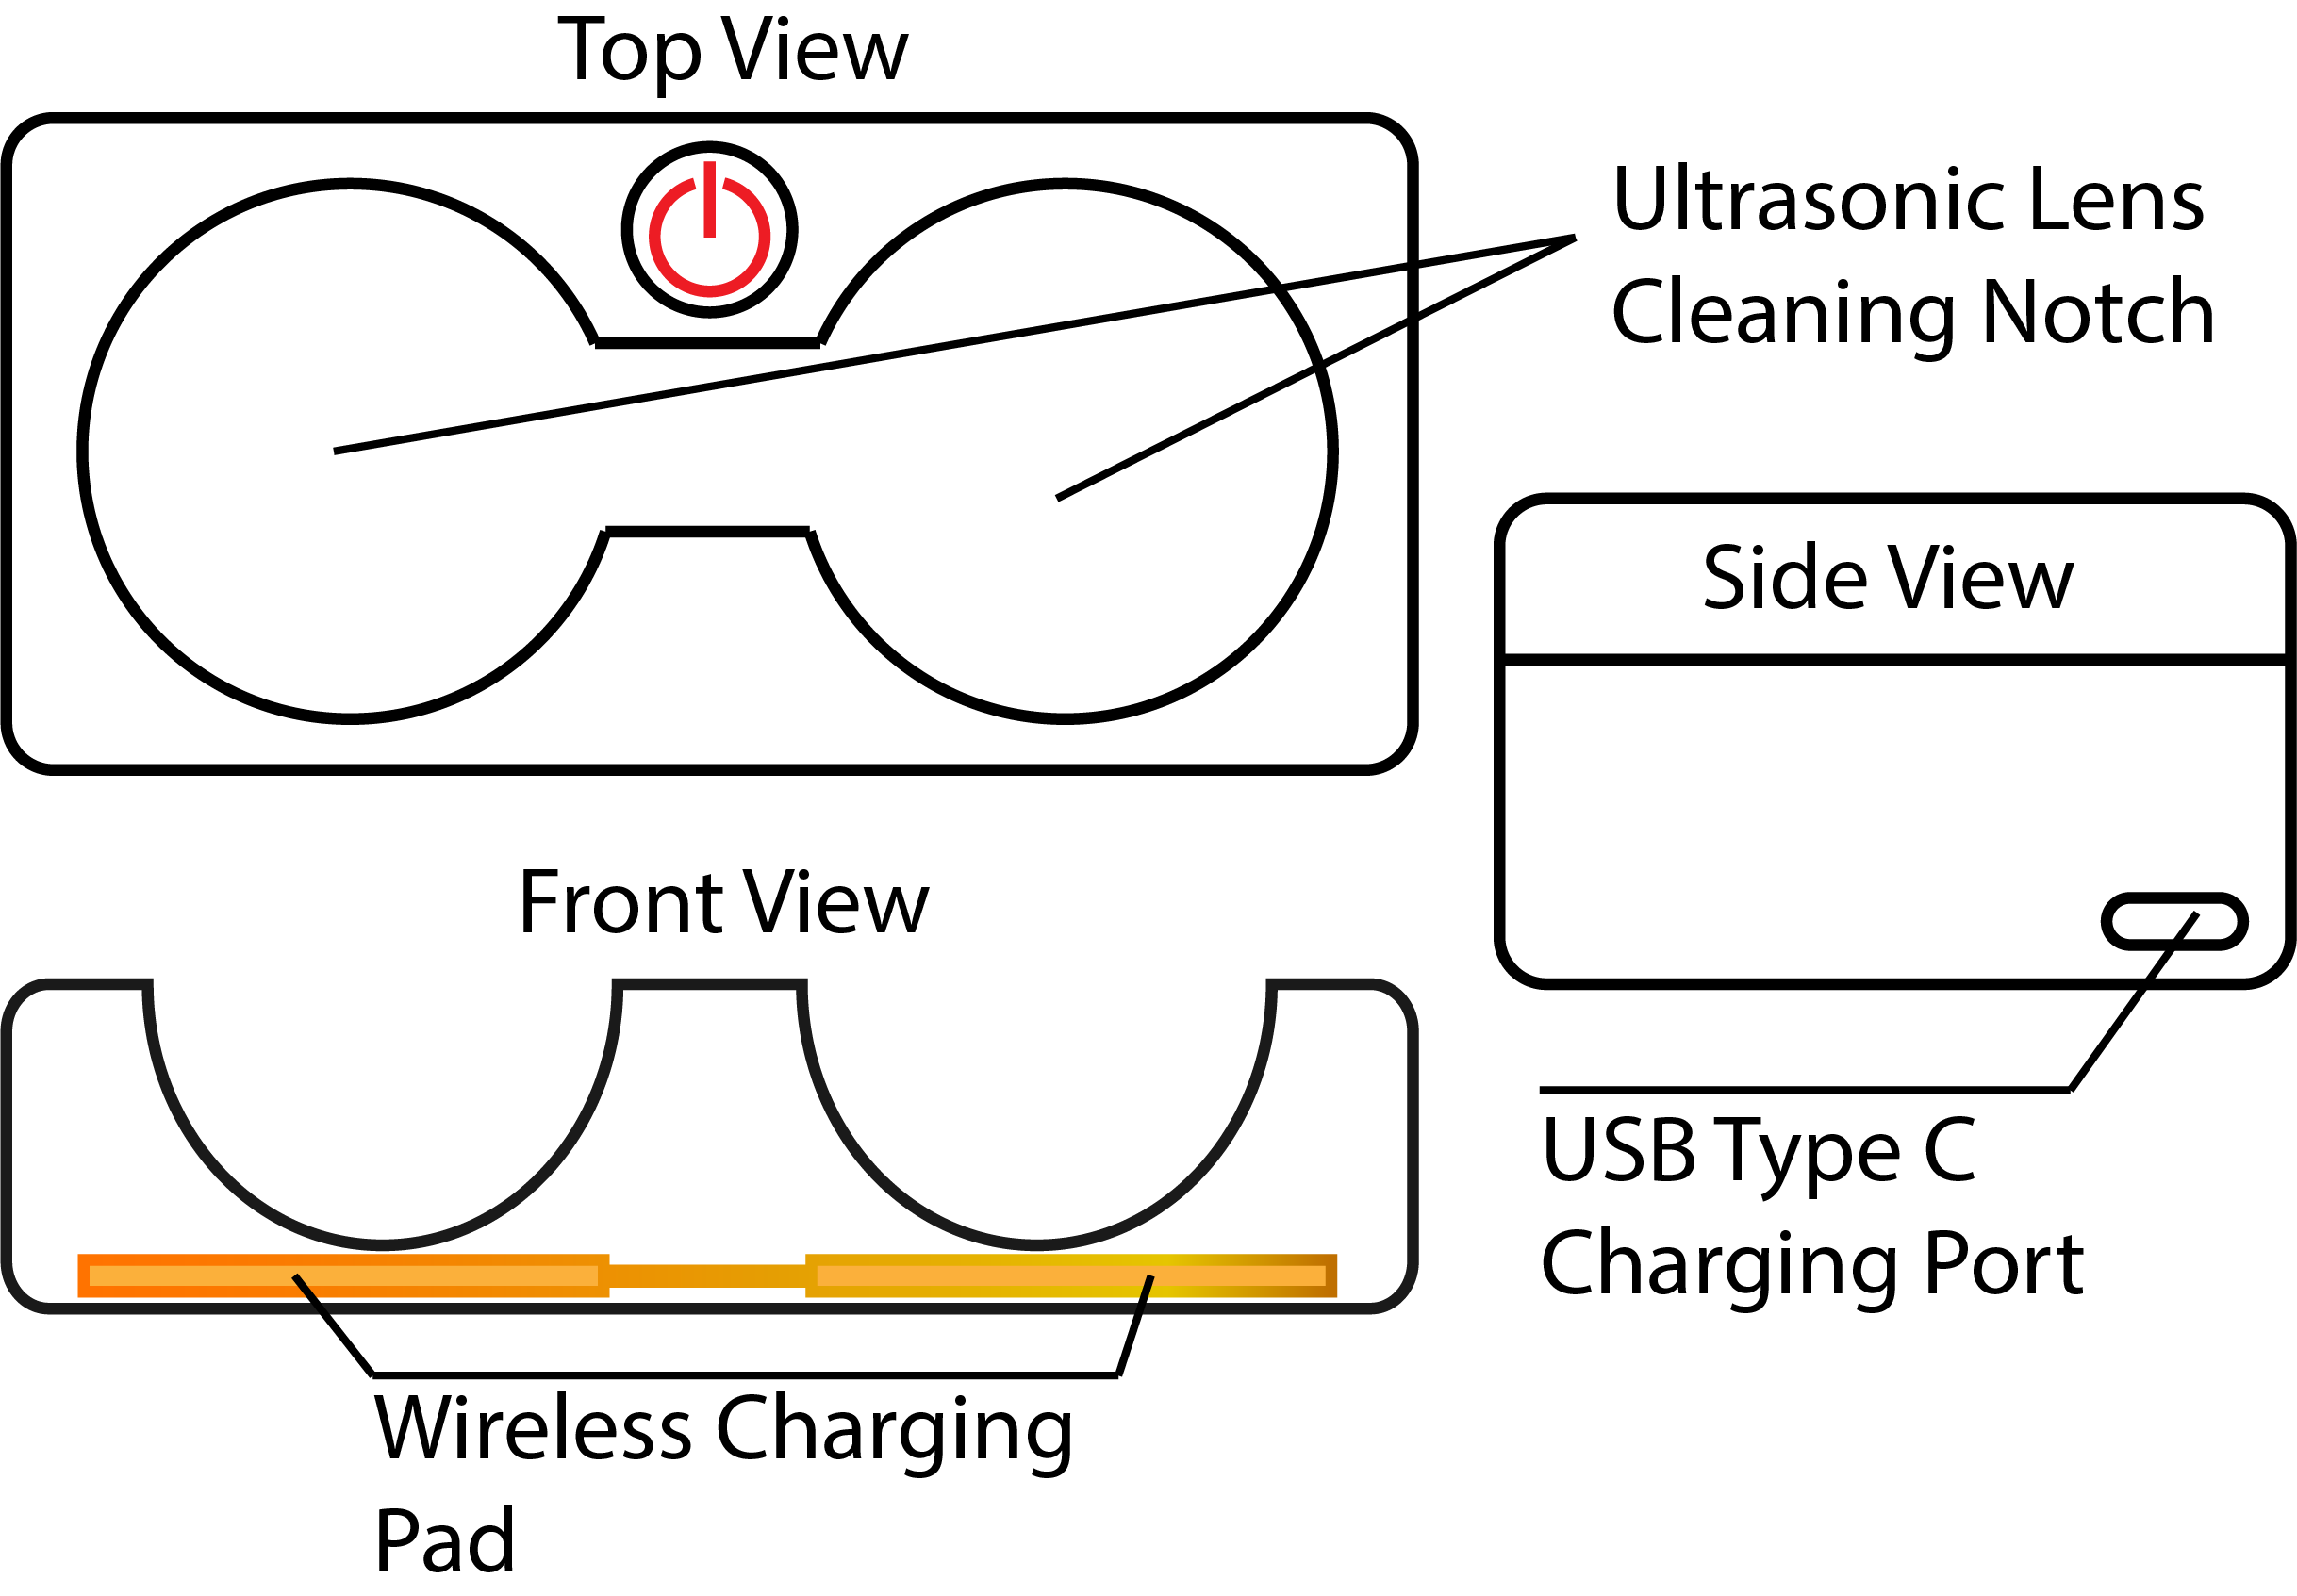 Top View
Ultrasonic Lens
Cleaning Notch
Side View
Front View
USB Type C
Charging Port
Wireless Charging
Pad